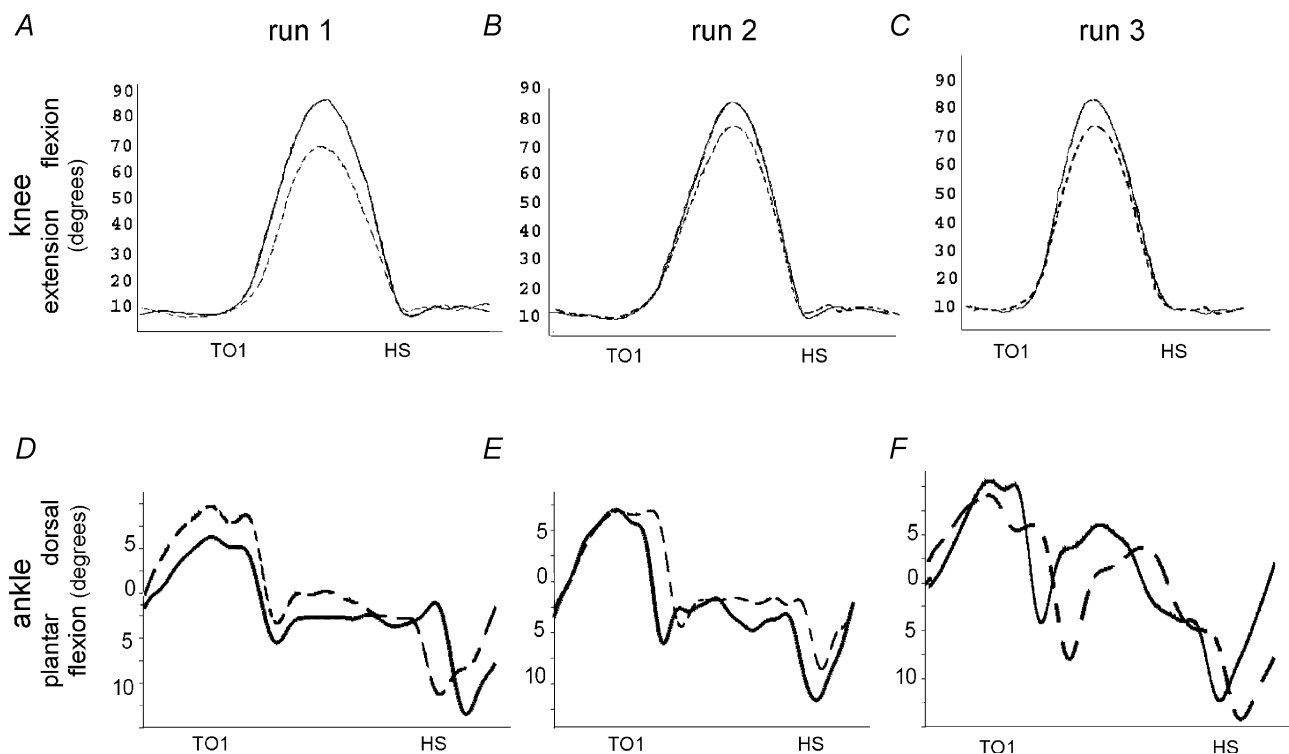 A run 1 B run 2 C run 3
knee
extension flexion
(degrees)
90
80
70
60
50
40
30
20
10
TO1 HS
90
80
70
60
50
40
30
20
10
TO1 HS
90
80
70
60
50
40
30
20
10
TO1 HS
D E F
ankle
plantar dorsal
flexion (degrees)
5
0
5
10
TO1 HS
5
0
5
10
TO1 HS
5
0
5
10
TO1 HS